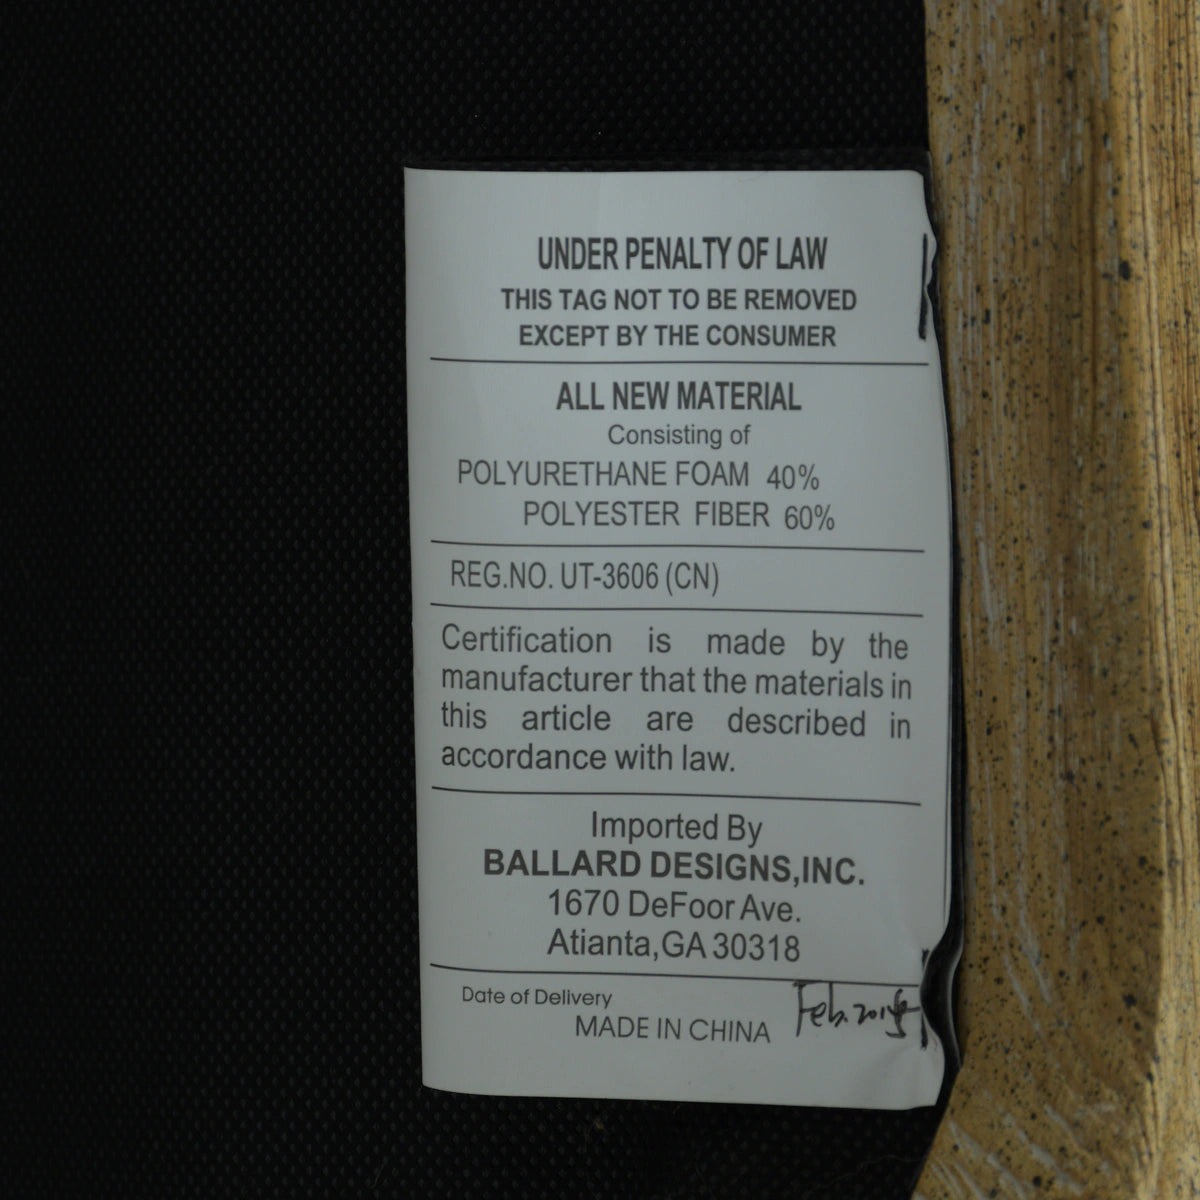 UNDER PENALTY OF LAW
THIS TAG NOT TO BE REMOVED
EXCEPT BY THE CONSUMER
ALL NEW MATERIAL
Consisting of
POLYURETHANE FOAM 40%
POLYESTER FIBER 60%
REG.NO. UT-3606 (CN)
Certification is made by the
manufacturer that the materials in
this article are described in
accordance with law.
Imported By
BALLARD DESIGNS,INC.
1670 DeFoor Ave.
Atianta,GA 30318
Date of Delivery
MADE IN CHINA
Feb.